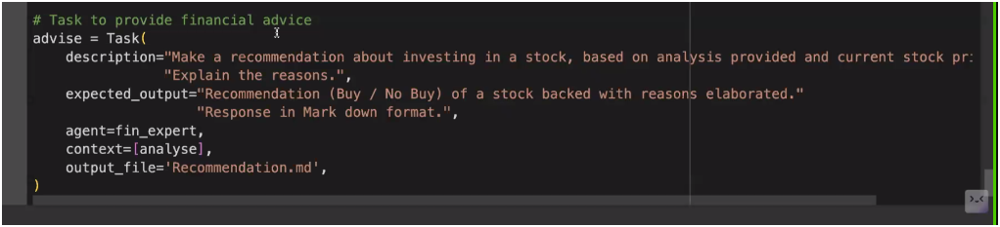 # Task to provide financial advice
advise = Task(
    description="Make a recommendation about investing in a stock, based on analysis provided and current stock pr
                "Explain the reasons.",
    expected_output="Recommendation (Buy / No Buy) of a stock backed with reasons elaborated."
                    "Response in Mark down format.",
    agent=fin_expert,
    context=[analyse],
    output_file='Recommendation.md',
)